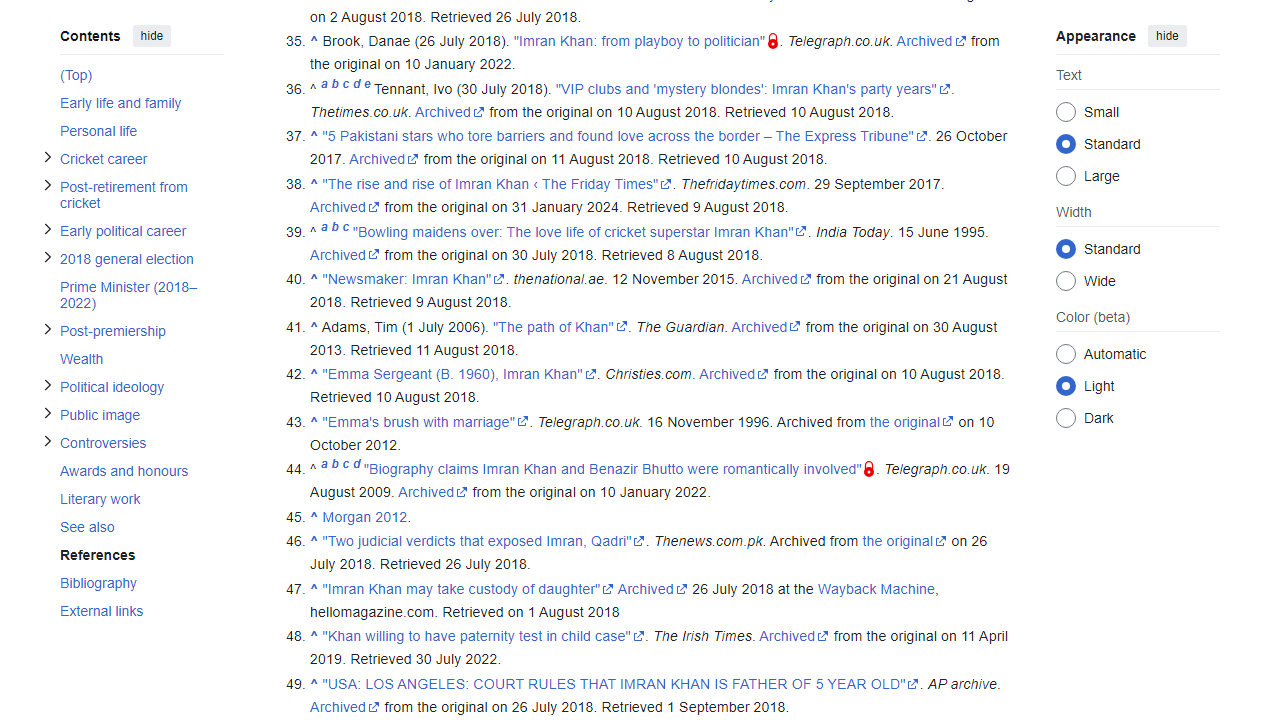 Contents hide
(Top)
Early life and family
Personal life
Cricket career
Post-retirement from
cricket
Early political career
2018 general election
Prime Minister (2018–
2022)
Post-premiership
Wealth
Political ideology
Public image
Controversies
Awards and honours
Literary work
See also
References
Bibliography
External links
on 2 August 2018. Retrieved 26 July 2018.
35. ^ Brook, Danae (26 July 2018). "Imran Khan: from playboy to politician". Telegraph.co.uk. Archived from
the original on 10 January 2022.
36. ^ a b c d e Tennant, Ivo (30 July 2018). "VIP clubs and 'mystery blondes': Imran Khan's party years".
Thetimes.co.uk. Archived from the original on 10 August 2018. Retrieved 10 August 2018.
37. ^ "5 Pakistani stars who tore barriers and found love across the border – The Express Tribune". 26 October
2017. Archived from the original on 11 August 2018. Retrieved 10 August 2018.
38. ^ "The rise and rise of Imran Khan ‹ The Friday Times". Thefridaytimes.com. 29 September 2017.
Archived from the original on 31 January 2024. Retrieved 9 August 2018.
39. ^ a b c "Bowling maidens over: The love life of cricket superstar Imran Khan". India Today. 15 June 1995.
Archived from the original on 30 July 2018. Retrieved 8 August 2018.
40. ^ "Newsmaker: Imran Khan". thenational.ae. 12 November 2015. Archived from the original on 21 August
2018. Retrieved 9 August 2018.
41. ^ Adams, Tim (1 July 2006). "The path of Khan". The Guardian. Archived from the original on 30 August
2013. Retrieved 11 August 2018.
42. ^ "Emma Sergeant (B. 1960), Imran Khan". Christies.com. Archived from the original on 10 August 2018.
Retrieved 10 August 2018.
43. ^ "Emma's brush with marriage". Telegraph.co.uk. 16 November 1996. Archived from the original on 10
October 2012.
44. ^ a b c d "Biography claims Imran Khan and Benazir Bhutto were romantically involved". Telegraph.co.uk. 19
August 2009. Archived from the original on 10 January 2022.
45. ^ Morgan 2012.
46. ^ "Two judicial verdicts that exposed Imran, Qadri". Thenews.com.pk. Archived from the original on 26
July 2018. Retrieved 26 July 2018.
47. ^ "Imran Khan may take custody of daughter" Archived 26 July 2018 at the Wayback Machine,
hellomagazine.com. Retrieved on 1 August 2018
48. ^ "Khan willing to have paternity test in child case". The Irish Times. Archived from the original on 11 April
2019. Retrieved 30 July 2022.
49. ^ "USA: LOS ANGELES: COURT RULES THAT IMRAN KHAN IS FATHER OF 5 YEAR OLD". AP archive.
Archived from the original on 26 July 2018. Retrieved 1 September 2018.
Appearance hide
Text
Small
Standard
Large
Width
Standard
Wide
Color (beta)
Automatic
Light
Dark